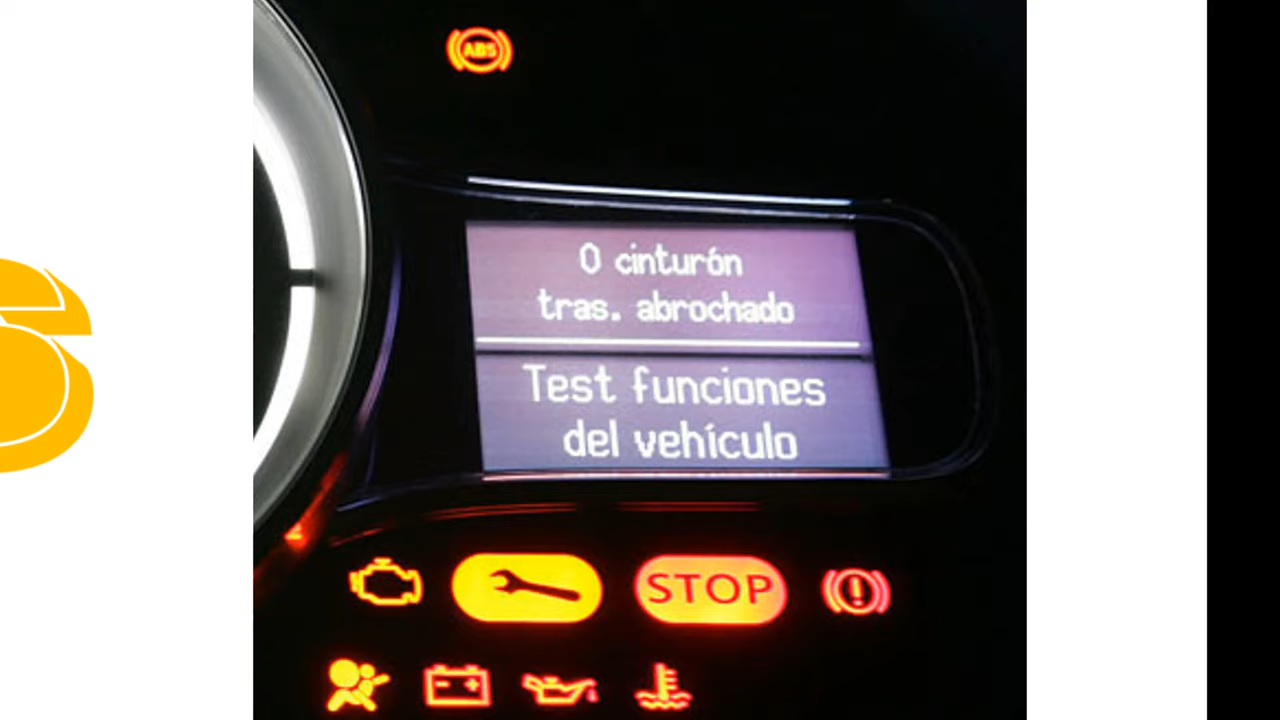 ABS
0 cinturón
tras. abrochado
Test funciones
del vehículo
STOP